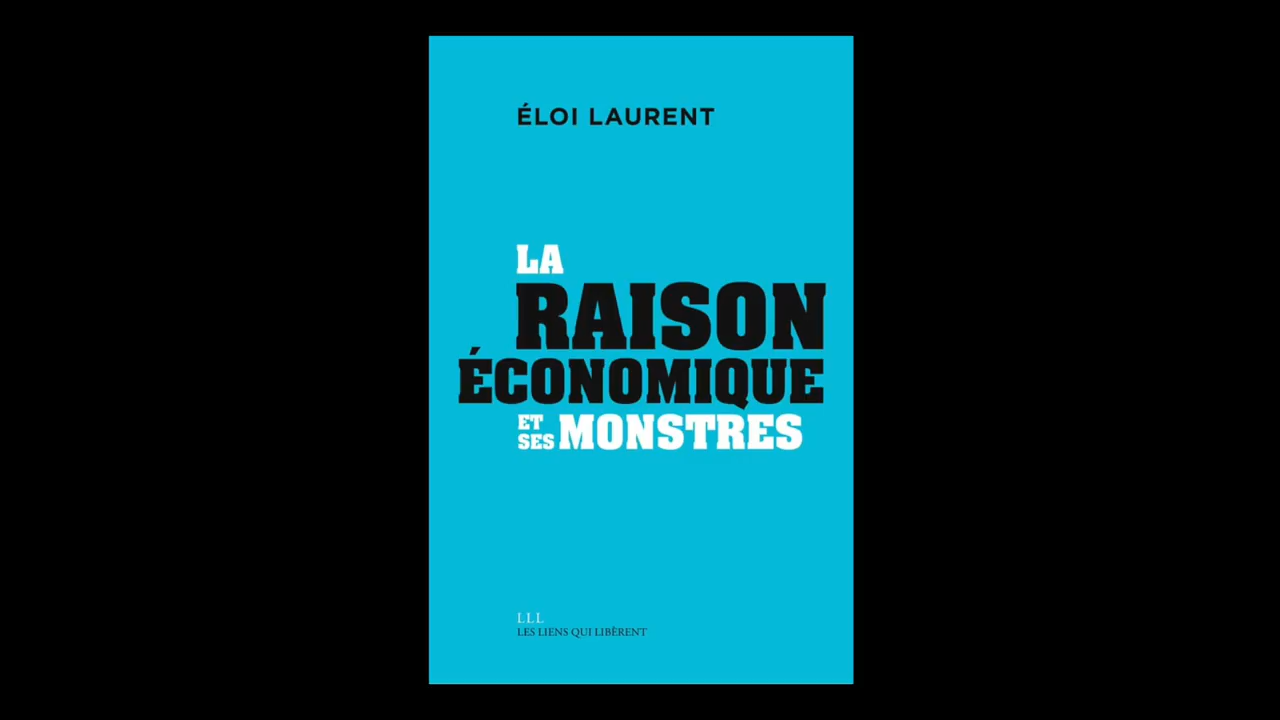 ÉLOI LAURENT
LA
RAISON
ÉCONOMIQUE
ET
SES MONSTRES
LLL
LES LIENS QUI LIBÈRENT